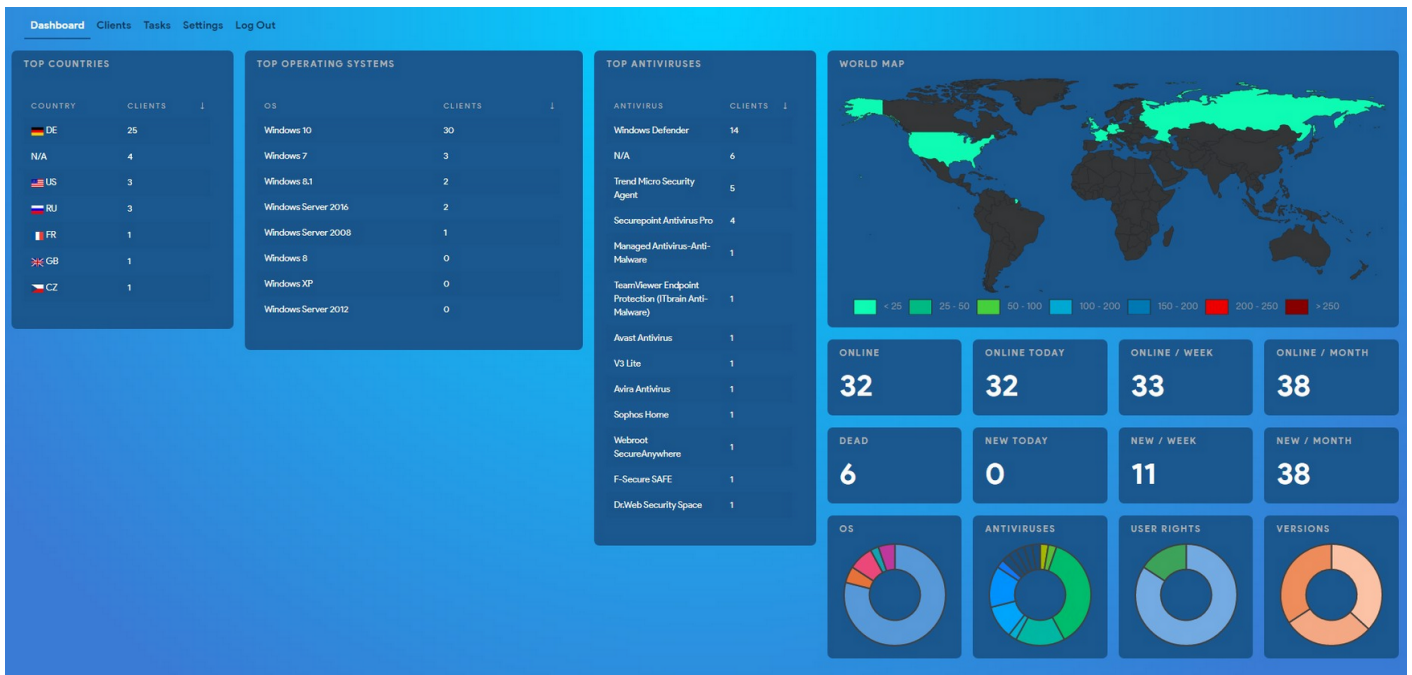 Dashboard Clients Tasks Settings Log Out
TOP COUNTRIES
COUNTRY CLIENTS ↓
DE 25
N/A 4
US 3
RU 3
FR 1
GB 1
CZ 1
TOP OPERATING SYSTEMS
OS CLIENTS ↓
Windows 10 30
Windows 7 3
Windows 8.1 2
Windows Server 2016 2
Windows Server 2008 1
Windows 8 0
Windows XP 0
Windows Server 2012 0
TOP ANTIVIRUSES
ANTIVIRUS CLIENTS ↓
Windows Defender 14
N/A 6
Trend Micro Security
Agent 5
Securepoint Antivirus Pro 4
Managed Antivirus-Anti-
Malware 1
TeamViewer Endpoint
Protection (ITbrain Anti- 1
Malware)
Avast Antivirus 1
V3 Lite 1
Avira Antivirus 1
Sophos Home 1
Webroot
SecureAnywhere 1
F-Secure SAFE 1
Dr.Web Security Space 1
WORLD MAP
< 25 25 - 50 50 - 100 100 - 200 150 - 200 200 - 250 > 250
ONLINE
32
ONLINE TODAY
32
ONLINE / WEEK
33
ONLINE / MONTH
38
DEAD
6
NEW TODAY
0
NEW / WEEK
11
NEW / MONTH
38
OS
ANTIVIRUSES
USER RIGHTS
VERSIONS